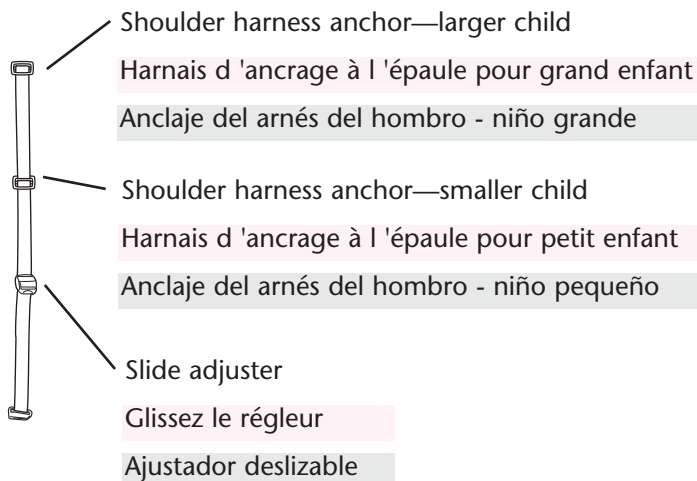 Shoulder harness anchor—larger child
Harnais d 'ancrage à l 'épaule pour grand enfant
Anclaje del arnés del hombro - niño grande
Shoulder harness anchor—smaller child
Harnais d 'ancrage à l 'épaule pour petit enfant
Anclaje del arnés del hombro - niño pequeño
Slide adjuster
Glissez le régleur
Ajustador deslizable